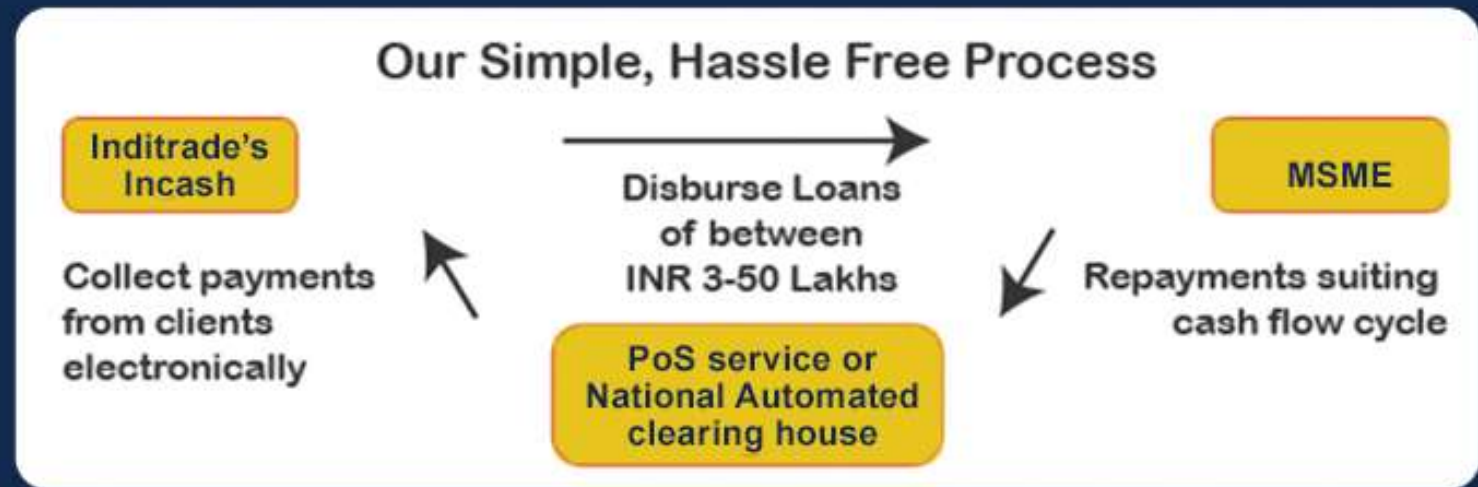 Our Simple, Hassle Free Process
Inditrade's
Incash
Disburse Loans
of between
INR 3-50 Lakhs
MSME
Collect payments
from clients
electronically
Repayments suiting
cash flow cycle
PoS service or
National Automated
clearing house